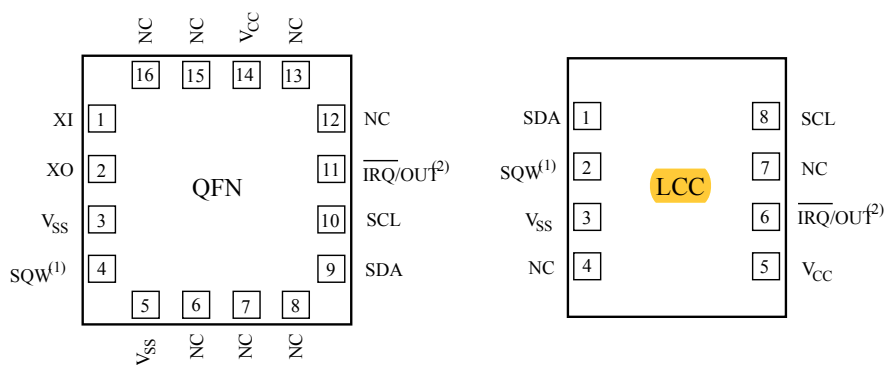 NC NC VCC NC
16 15 14 13
XI 1 12 NC
XO 2 11 IRQ/OUT(2)
QFN
VSS 3 10 SCL
SQW(1) 4 9 SDA
5 6 7 8
VSS NC NC NC
SDA 1 8 SCL
SQW(1) 2 7 NC
LCC
VSS 3 6 IRQ/OUT(2)
NC 4 5 VCC